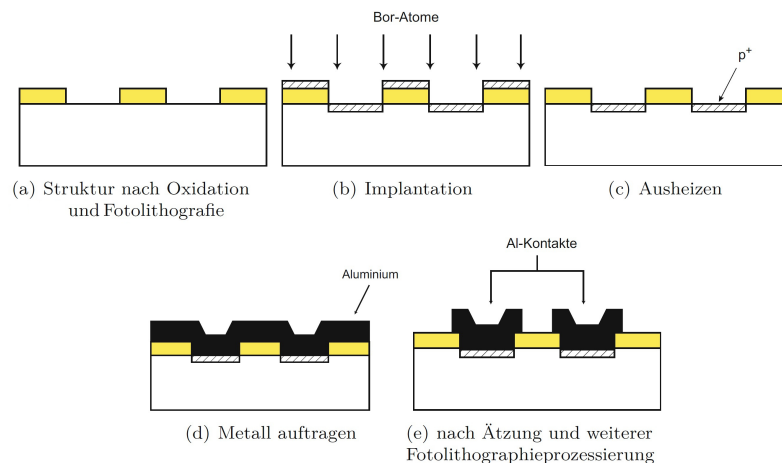 Bor-Atome
p+
(a) Struktur nach Oxidation
und Fotolithografie
(b) Implantation
(c) Ausheizen
Al-Kontakte
Aluminium
(d) Metall auftragen
(e) nach Ätzung und weiterer
Fotolithographieprozessierung